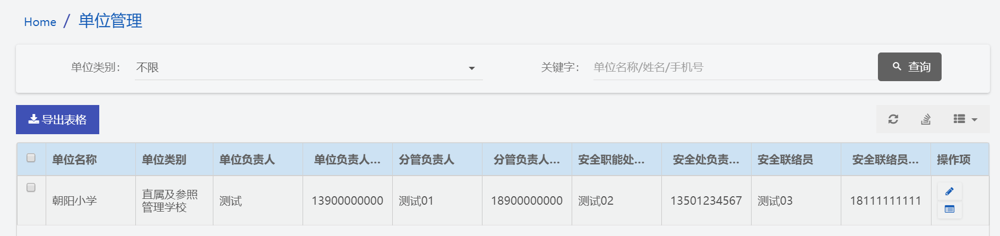 Home / 单位管理
单位类别： 不限 关键字： 单位名称/姓名/手机号 查询
导出表格
单位名称 单位类别 单位负责人 单位负责人... 分管负责人 分管负责人... 安全职能处... 安全处负责... 安全联络员 安全联络员... 操作项
朝阳小学 直属及参照 测试 13900000000 测试01 18900000000 测试02 13501234567 测试03 18111111111
管理学校